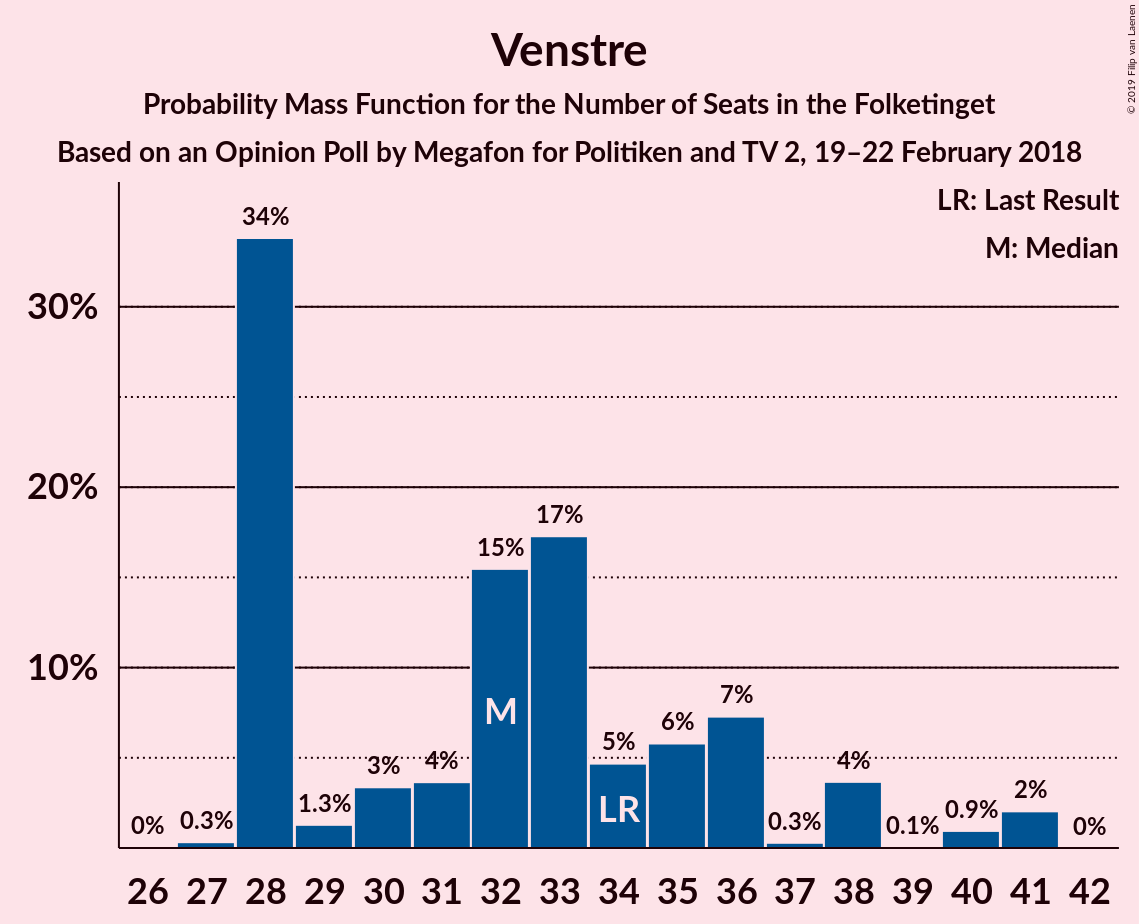 Venstre
Probability Mass Function for the Number of Seats in the Folketinget
Based on an Opinion Poll by Megafon for Politiken and TV 2, 19–22 February 2018
© 2019 Filip van Laenen
LR: Last Result
M: Median
30%
20%
10%
0%
0.3%
34%
1.3%
3%
4%
15%
17%
5%
6%
7%
0.3%
4%
0.1%
0.9%
2%
0%
M
LR
26 27 28 29 30 31 32 33 34 35 36 37 38 39 40 41 42